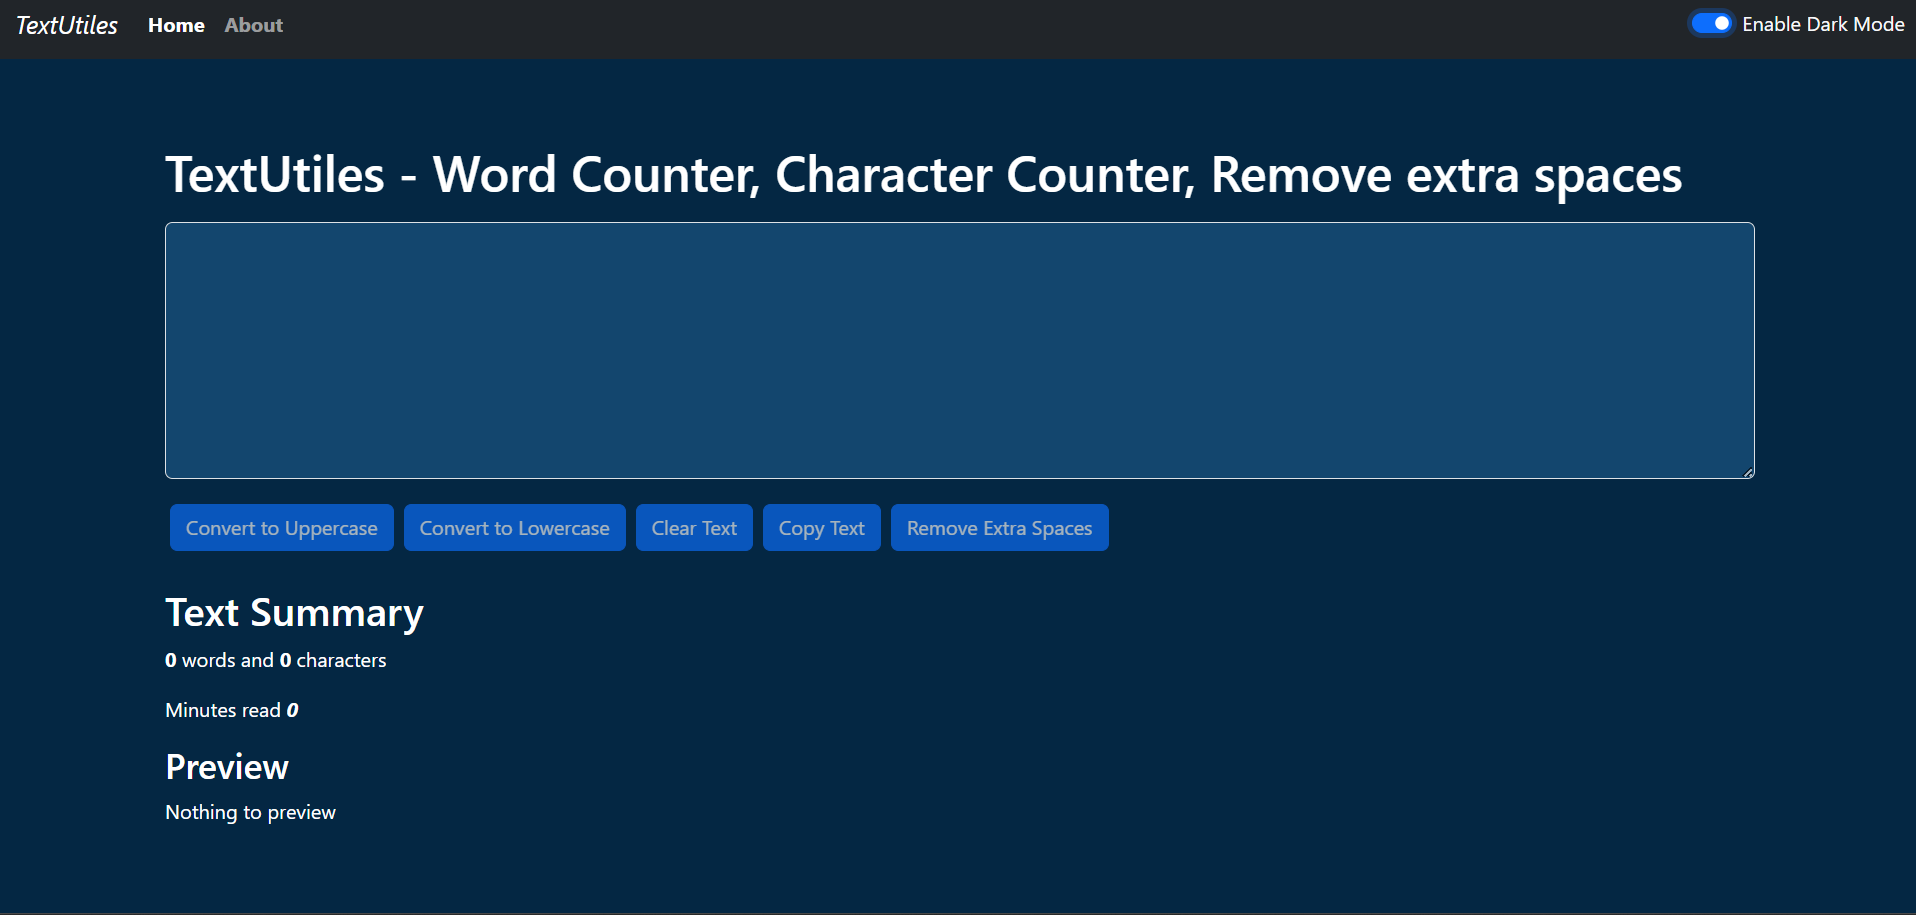 TextUtiles Home About Enable Dark Mode
TextUtiles - Word Counter, Character Counter, Remove extra spaces
Convert to Uppercase Convert to Lowercase Clear Text Copy Text Remove Extra Spaces
Text Summary
0 words and 0 characters
Minutes read 0
Preview
Nothing to preview